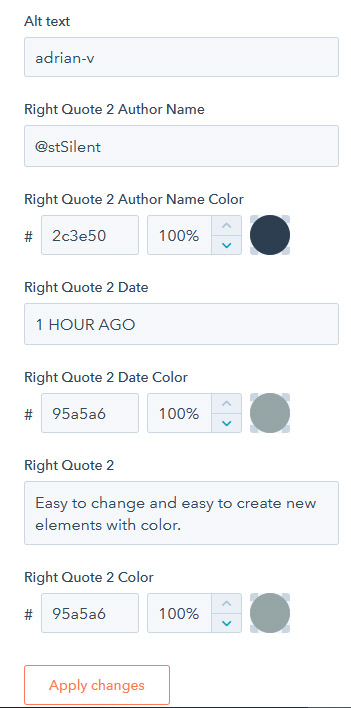 Alt text
adrian-v
Right Quote 2 Author Name
@stSilent
Right Quote 2 Author Name Color
# 2c3e50 100%
Right Quote 2 Date
1 HOUR AGO
Right Quote 2 Date Color
# 95a5a6 100%
Right Quote 2
Easy to change and easy to create new
elements with color.
Right Quote 2 Color
# 95a5a6 100%
Apply changes